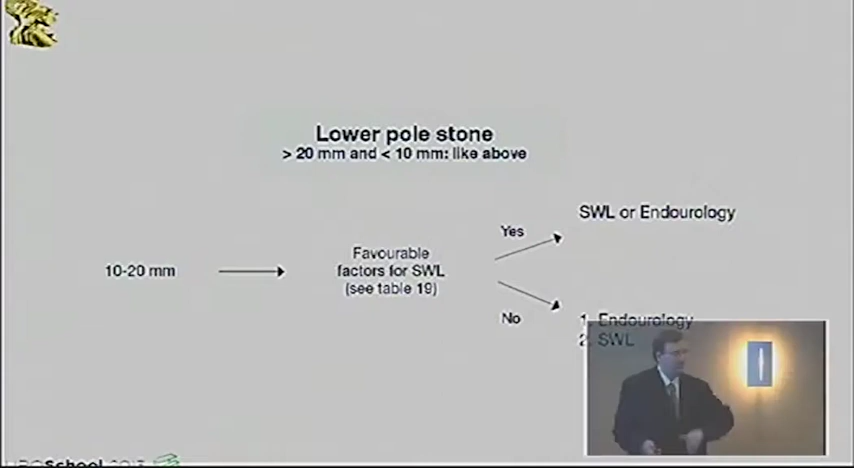 Lower pole stone
> 20 mm and < 10 mm: like above
SWL or Endourology
Yes
Favourable
10-20 mm
factors for SWL
(see table 19)
No
1. Endourology
2. SWL
School